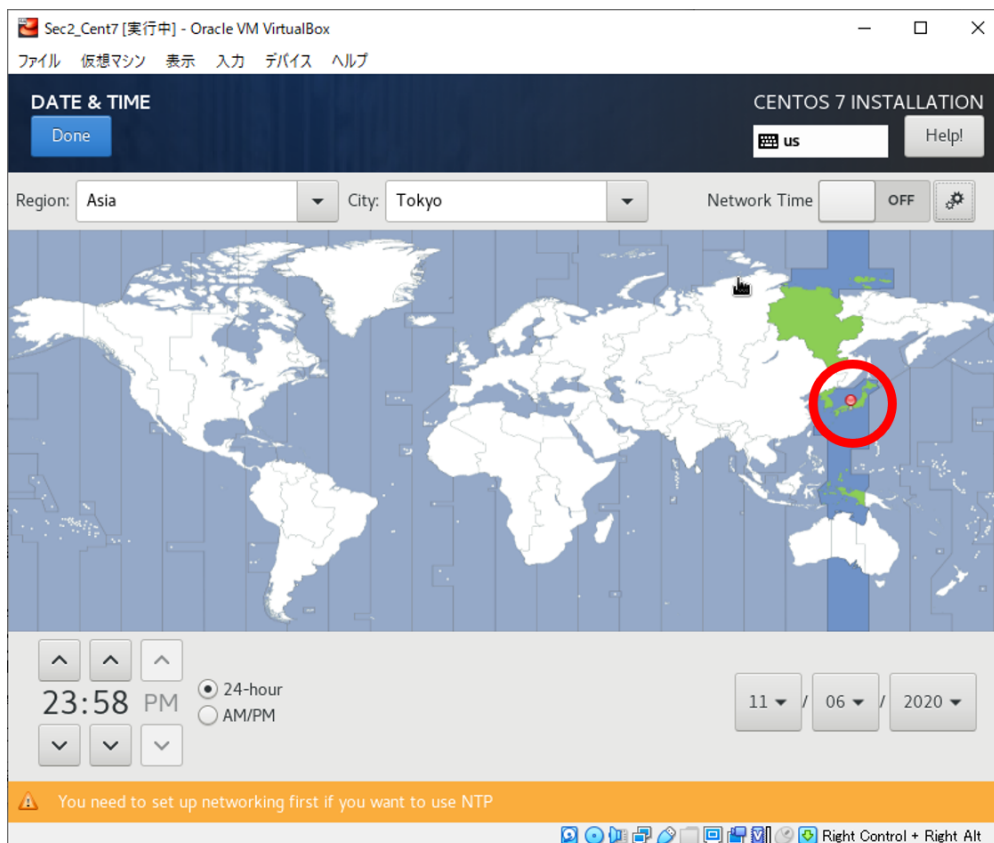 Sec2_Cent7 [実行中] - Oracle VM VirtualBox
ファイル 仮想マシン 表示 入力 デバイス ヘルプ
DATE & TIME
CENTOS 7 INSTALLATION
Done
us
Help!
Region: Asia City: Tokyo Network Time OFF
23:58 PM
24-hour
AM/PM
11 / 06 / 2020
You need to set up networking first if you want to use NTP
Right Control + Right Alt